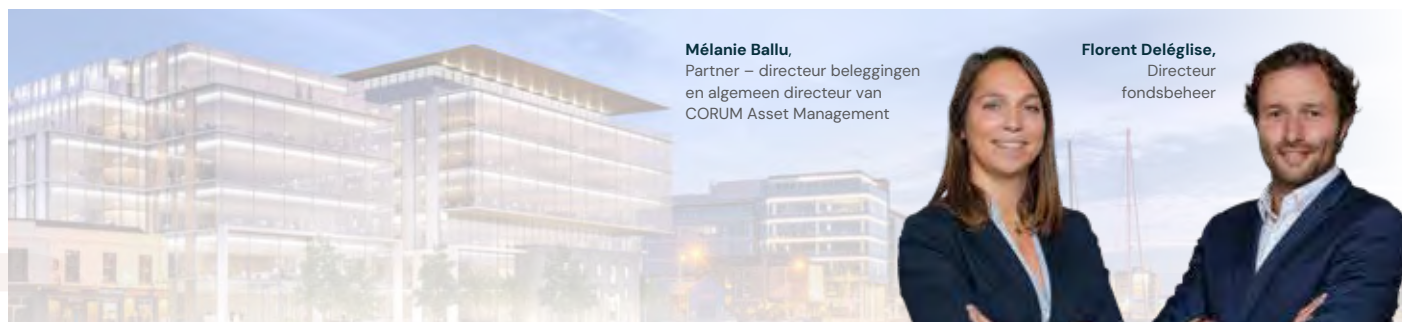 Mélanie Ballu,
Partner – directeur beleggingen
en algemeen directeur van
CORUM Asset Management
Florent Deléglise,
Directeur
fondsbeheer